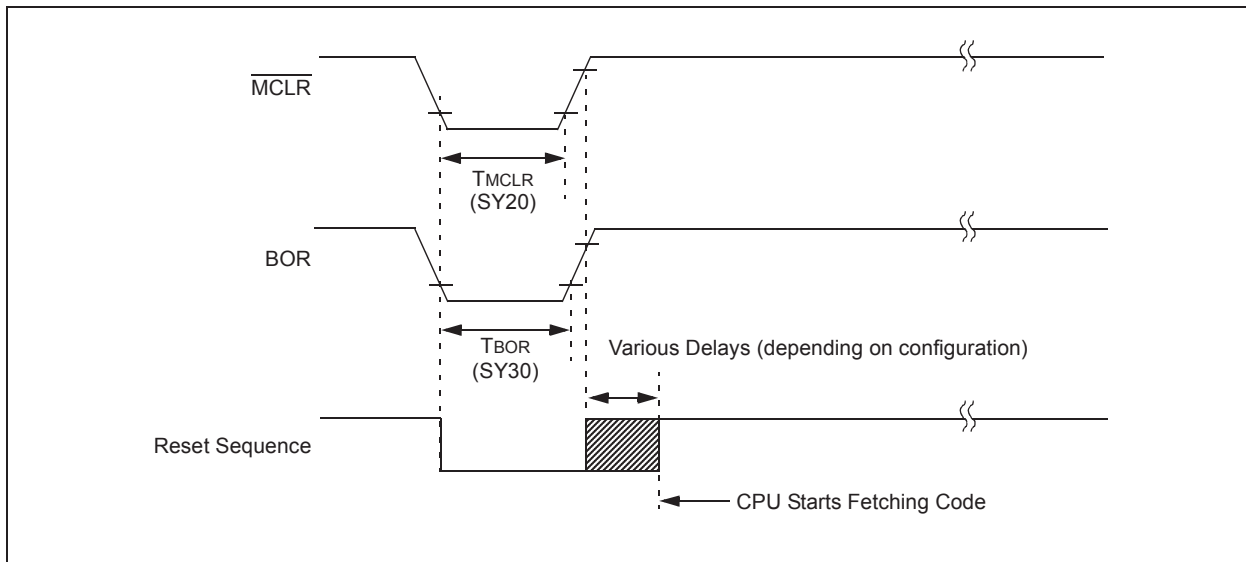 MCLR
TMCLR
(SY20)
BOR
TBOR
(SY30)
Various Delays (depending on configuration)
Reset Sequence
CPU Starts Fetching Code